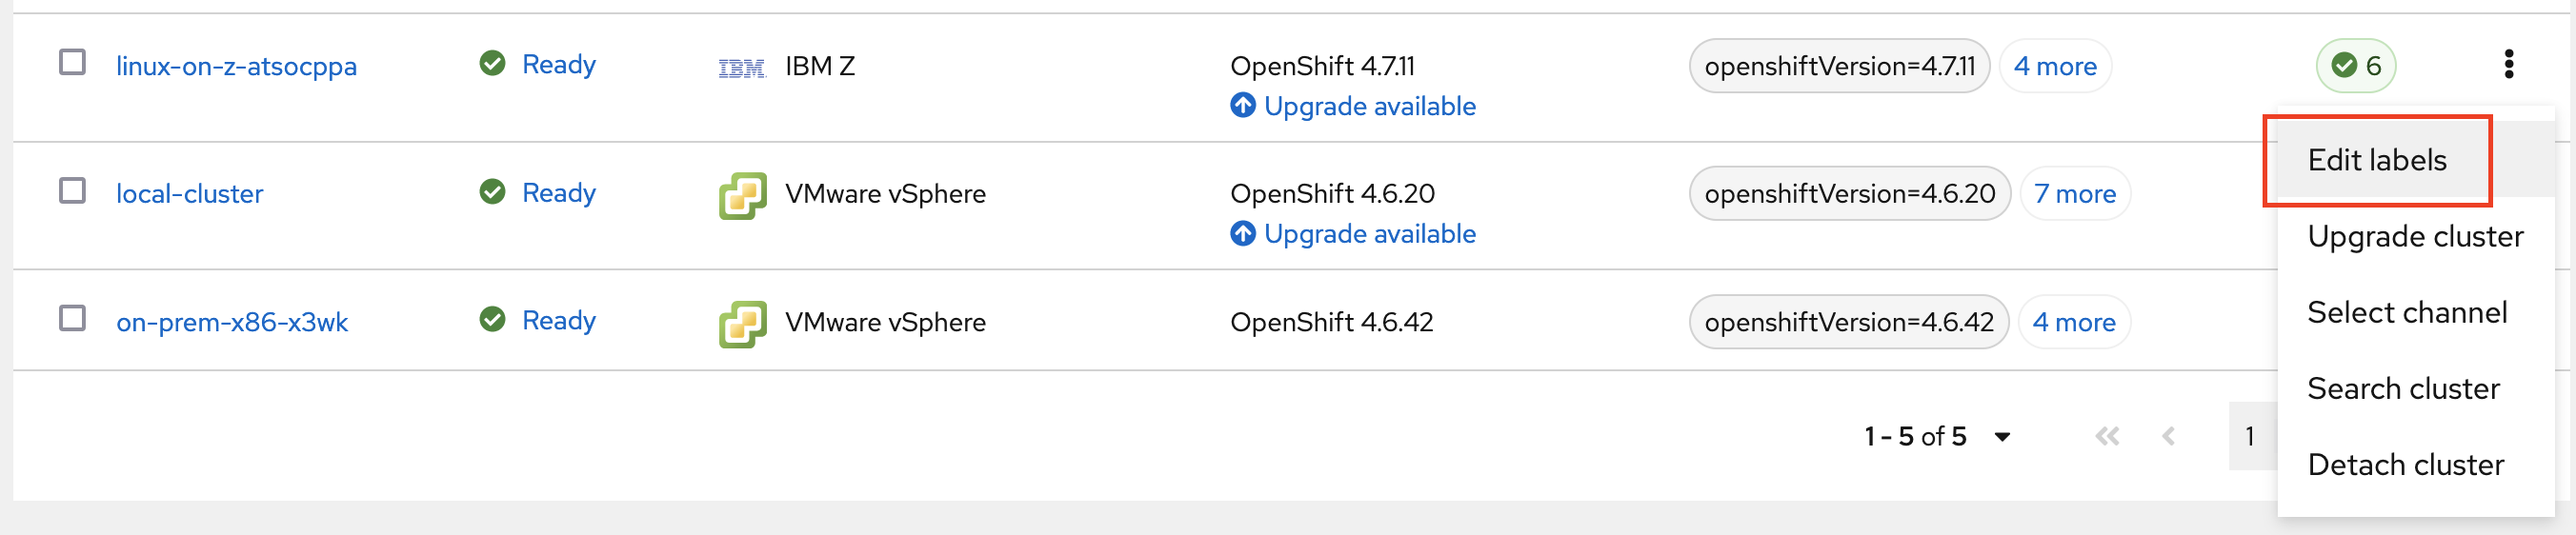 linux-on-z-atsocppa Ready IBM IBM Z OpenShift 4.7.11 openshiftVersion=4.7.11 4 more 6
Upgrade available
Edit labels
local-cluster Ready VMware vSphere OpenShift 4.6.20 openshiftVersion=4.6.20 7 more
Upgrade available
Upgrade cluster
Select channel
on-prem-x86-x3wk Ready VMware vSphere OpenShift 4.6.42 openshiftVersion=4.6.42 4 more
Search cluster
1 - 5 of 5 1
Detach cluster